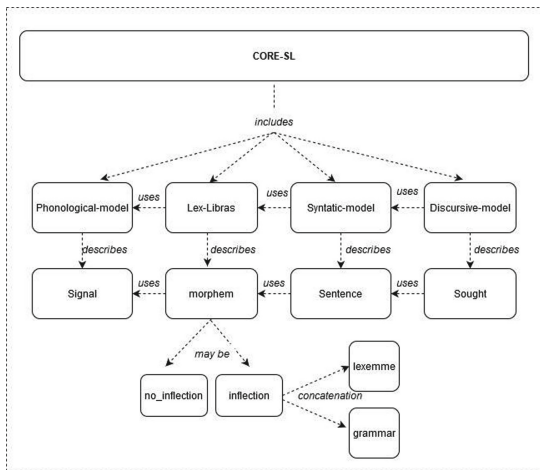 CORE-SL
includes
Phonological-model
uses
Lex-Libras
uses
Syntatic-model
uses
Discursive-model
describes
describes
describes
describes
Signal
uses
morphem
uses
Sentence
uses
Sought
may be
no_inflection
inflection
concatenation
lexemme
grammar